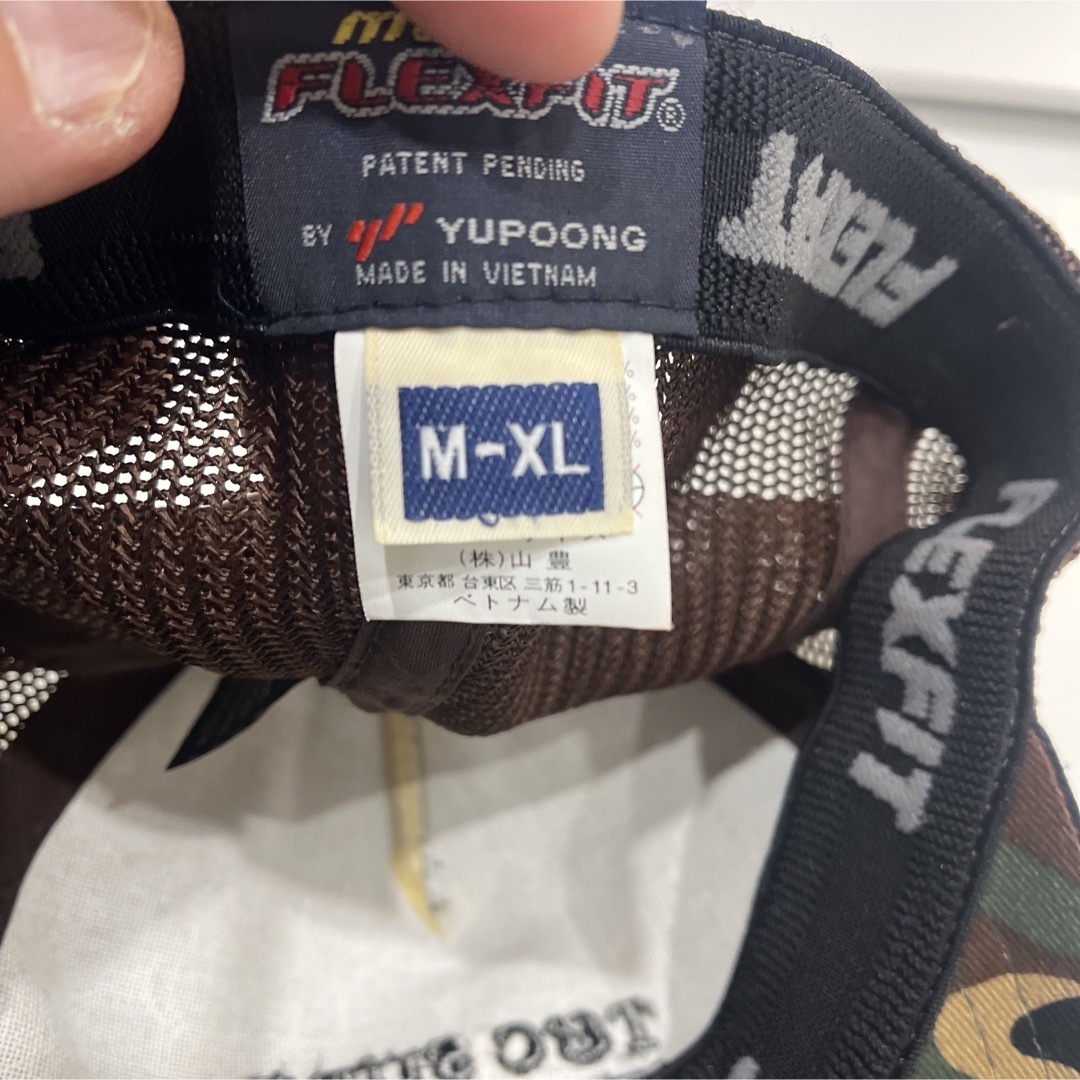 FLEXFIT®
PATENT PENDING
BY YUPOONG
MADE IN VIETNAM
M-XL
(株)山 豊
東京都 台東区 三筋1-11-3
ベトナム製
FLEXFIT
FLEXFIT